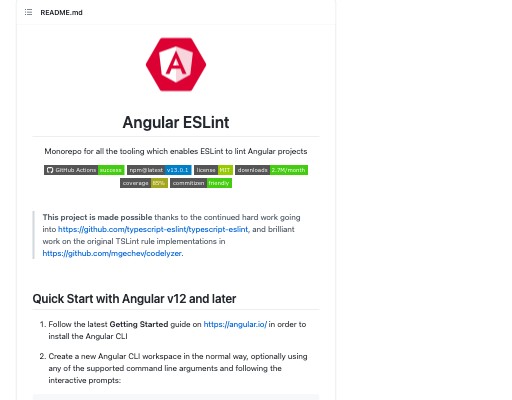 README.md
A
Angular ESLint
Monorepo for all the tooling which enables ESLint to lint Angular projects
GitHub Actions success npm@latest v13.0.1 license MIT downloads 2.7M/month
coverage 85% commitizen friendly
This project is made possible thanks to the continued hard work going
into https://github.com/typescript-eslint/typescript-eslint, and brilliant
work on the original TSLint rule implementations in
https://github.com/mgechev/codelyzer.
Quick Start with Angular v12 and later
1. Follow the latest Getting Started guide on https://angular.io/ in order to
install the Angular CLI
2. Create a new Angular CLI workspace in the normal way, optionally using
any of the supported command line arguments and following the
interactive prompts: